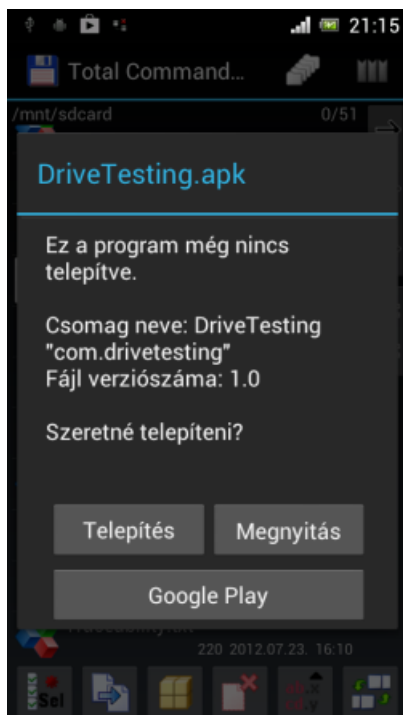 21:15
Total Comman...
/mnt/sdcard 0/51
DriveTesting.apk
Ez a program még nincs
telepítve.
Csomag neve: DriveTesting
"com.drivetesting"
Fájl verziószáma: 1.0
Szeretné telepíteni?
Telepítés Megnyitás
Google Play
220 2012.07.23. 16:10
Sel